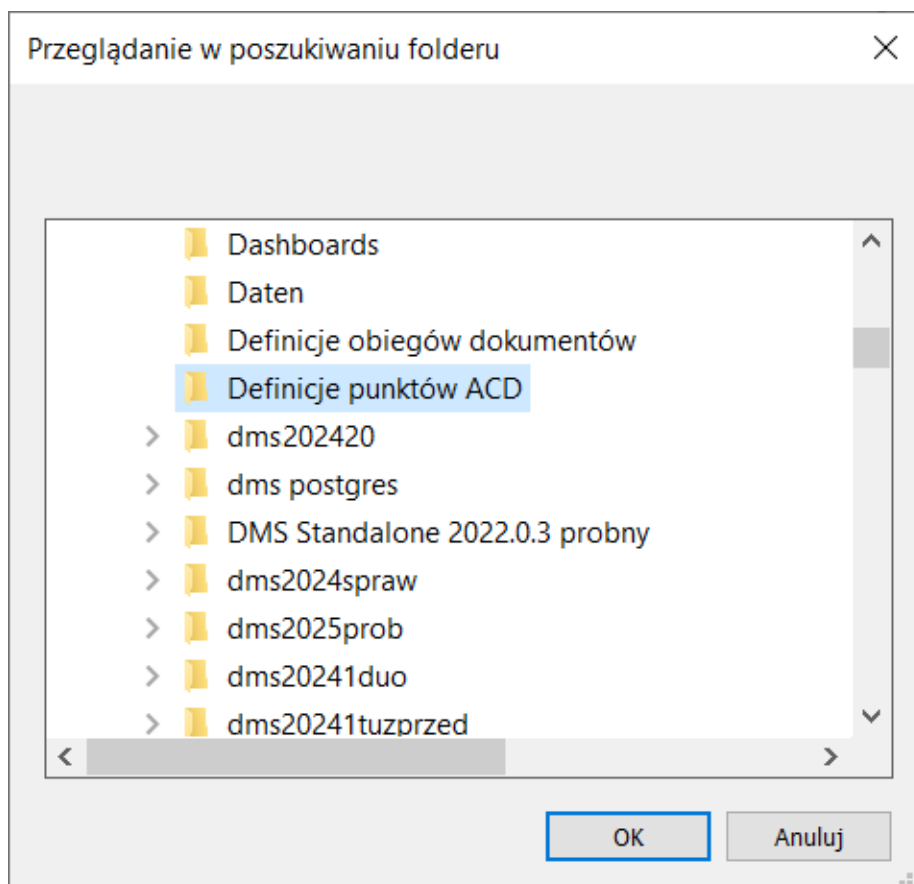 Przeglądanie w poszukiwaniu folderu
Dashboards
Daten
Definicje obiegów dokumentów
Definicje punktów ACD
dms202420
dms postgres
DMS Standalone 2022.0.3 probny
dms2024spraw
dms2025prob
dms20241duo
dms20241tuzprzed
OK Anuluj